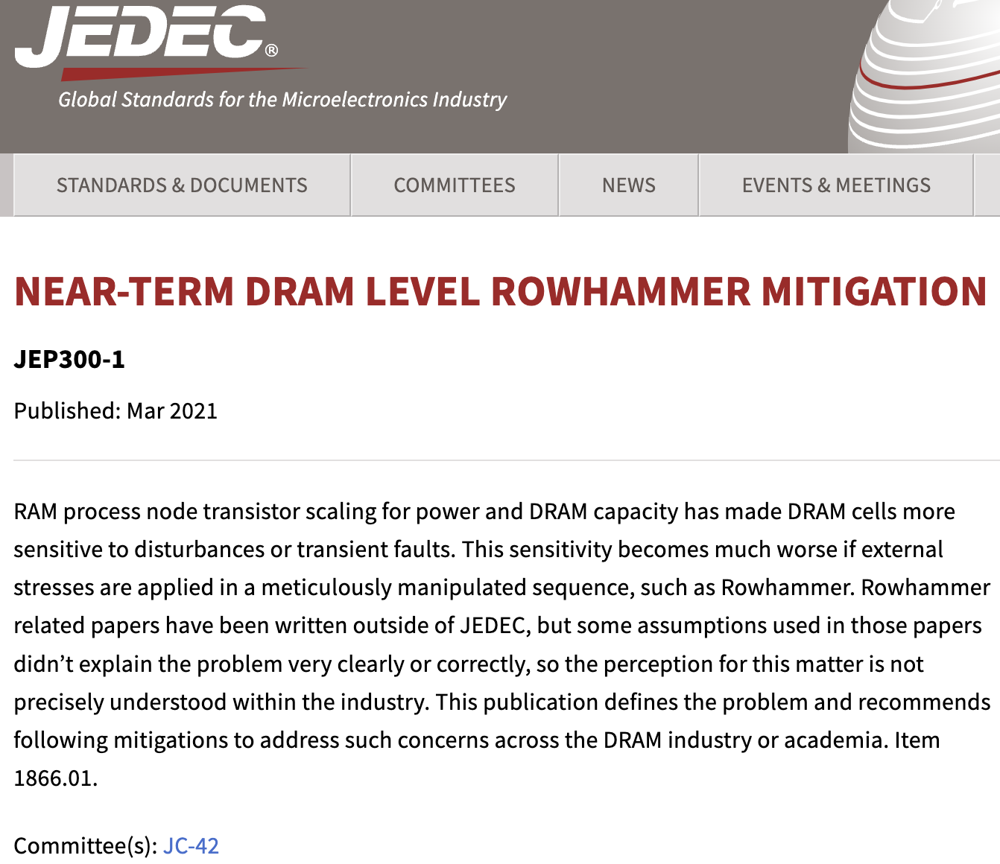 JEDEC®
Global Standards for the Microelectronics Industry
STANDARDS & DOCUMENTS
COMMITTEES
NEWS
EVENTS & MEETINGS
NEAR-TERM DRAM LEVEL ROWHAMMER MITIGATION
JEP300-1
Published: Mar 2021
RAM process node transistor scaling for power and DRAM capacity has made DRAM cells more
sensitive to disturbances or transient faults. This sensitivity becomes much worse if external
stresses are applied in a meticulously manipulated sequence, such as Rowhammer. Rowhammer
related papers have been written outside of JEDEC, but some assumptions used in those papers
didn’t explain the problem very clearly or correctly, so the perception for this matter is not
precisely understood within the industry. This publication defines the problem and recommends
following mitigations to address such concerns across the DRAM industry or academia. Item
1866.01.
Committee(s): JC-42